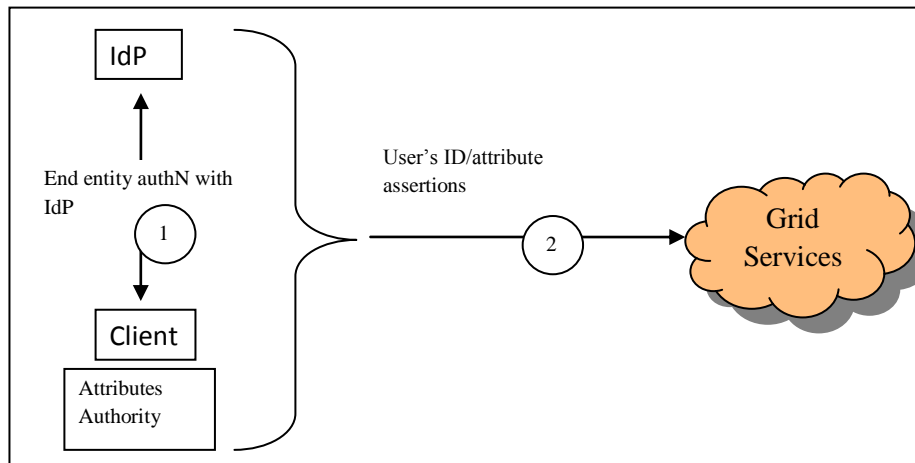 IdP
End entity authN with
IdP
1
Client
Attributes
Authority
User's ID/attribute
assertions
2
Grid
Services